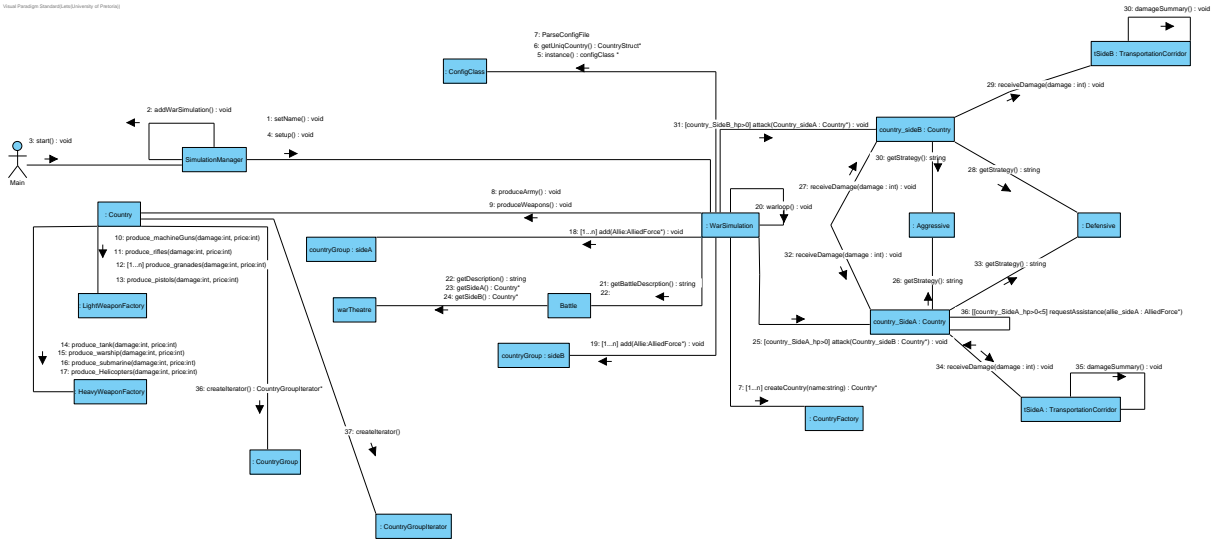 Visual Paradigm Standard(Leto(University of Pretoria))
30: damageSummary() : void
7: ParseConfigFile
6: getUniqCountry() : CountryStruct*
5: instance() : configClass *
tSideB : TransportationCorridor
: ConfigClass
29: receiveDamage(damage : int) : void
2: addWarSimulation() : void
1: setName() : void
31: [country_SideB_hp>0] attack(Country_sideA : Country*) : void
country_sideB : Country
4: setup() : void
3: start() : void
SimulationManager
30: getStrategy(): string
28: getStrategy() : string
Main
27: receiveDamage(damage : int) : void
8: produceArmy() : void
9: produceWeapons() : void
20: warloop() : void
: Country
: WarSimulation
: Aggressive
: Defensive
18: [1...n] add(Allie:AlliedForce*) : void
10: produce_machineGuns(damage:int, price:int)
countryGroup : sideA
11: produce_rifles(damage:int, price:int)
32: receiveDamage(damage : int) : void
12: [1...n] produce_granades(damage:int, price:int)
33: getStrategy() : string
13: produce_pistols(damage:int, price:int)
22: getDescription() : string
23: getSideA() : Country*
24: getSideB() : Country*
21: getBattleDescrption() : string
22:
26: getStrategy(): string
: LightWeaponFactory
warTheatre
Battle
36: [[country_SideA_hp>0<5] requestAssistance(allie_sideA : AlliedForce*)
country_SideA : Country
14: produce_tank(damage:int, price:int)
15: produce_warship(damage:int, price:int)
16: produce_submarine(damage:int, price:int)
17: produce_Helicopters(damage:int, price:int)
19: [1...n] add(Allie:AlliedForce*) : void
25: [country_SideA_hp>0] attack(Country_sideB : Country*) : void
countryGroup : sideB
34: receiveDamage(damage : int) : void
35: damageSummary() : void
: HeavyWeaponFactory
36: createIterator() : CountryGroupIterator*
7: [1...n] createCountry(name:string) : Country*
tSideA : TransportationCorridor
: CountryFactory
37: createIterator()
: CountryGroup
: CountryGroupIterator